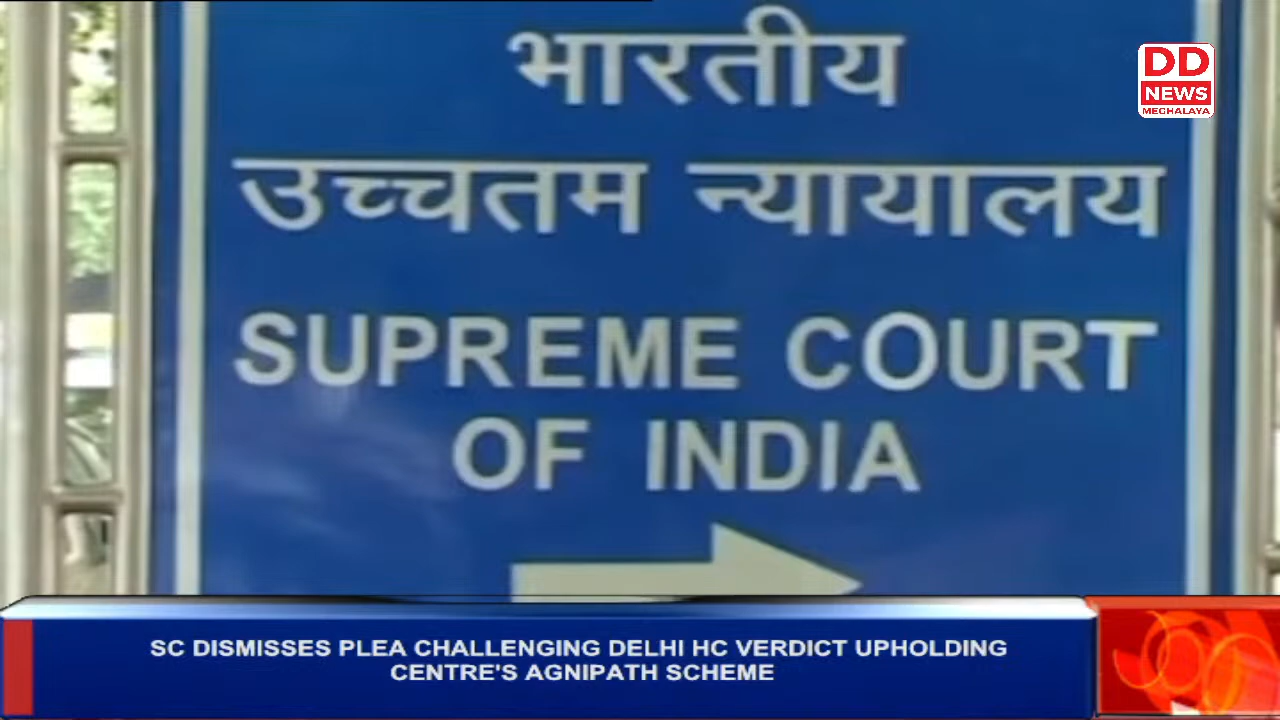 भारतीय
DD
NEWS
MEGHALAYA
उच्चतम न्यायालय
SUPREME COURT
OF INDIA
SC DISMISSES PLEA CHALLENGING DELHI HC VERDICT UPHOLDING
CENTRE'S AGNIPATH SCHEME